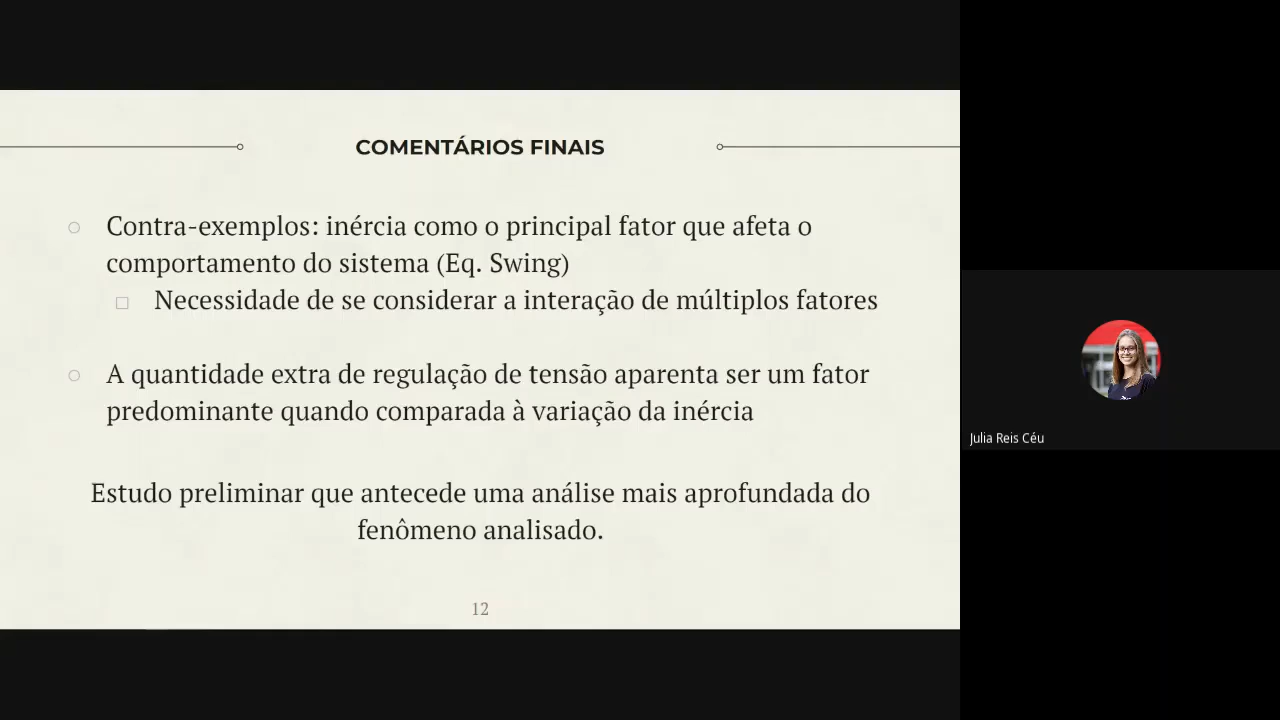 COMENTÁRIOS FINAIS
Contra-exemplos: inércia como o principal fator que afeta o
comportamento do sistema (Eq. Swing)
Necessidade de se considerar a interação de múltiplos fatores
A quantidade extra de regulação de tensão aparenta ser um fator
predominante quando comparada à variação da inércia
Estudo preliminar que antecede uma análise mais aprofundada do
fenômeno analisado.
12
Julia Reis Céu